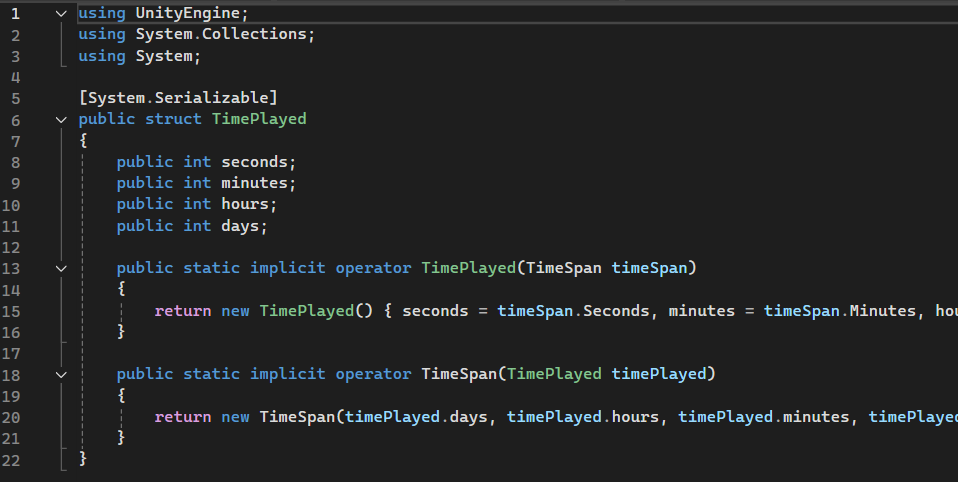 1 using UnityEngine;
2 using System.Collections;
3 using System;
4
5 [System.Serializable]
6 public struct TimePlayed
7 {
8 public int seconds;
9 public int minutes;
10 public int hours;
11 public int days;
12
13 public static implicit operator TimePlayed(TimeSpan timeSpan)
14 {
15 return new TimePlayed() { seconds = timeSpan.Seconds, minutes = timeSpan.Minutes, hou
16 }
17
18 public static implicit operator TimeSpan(TimePlayed timePlayed)
19 {
20 return new TimeSpan(timePlayed.days, timePlayed.hours, timePlayed.minutes, timePlayed
21 }
22 }